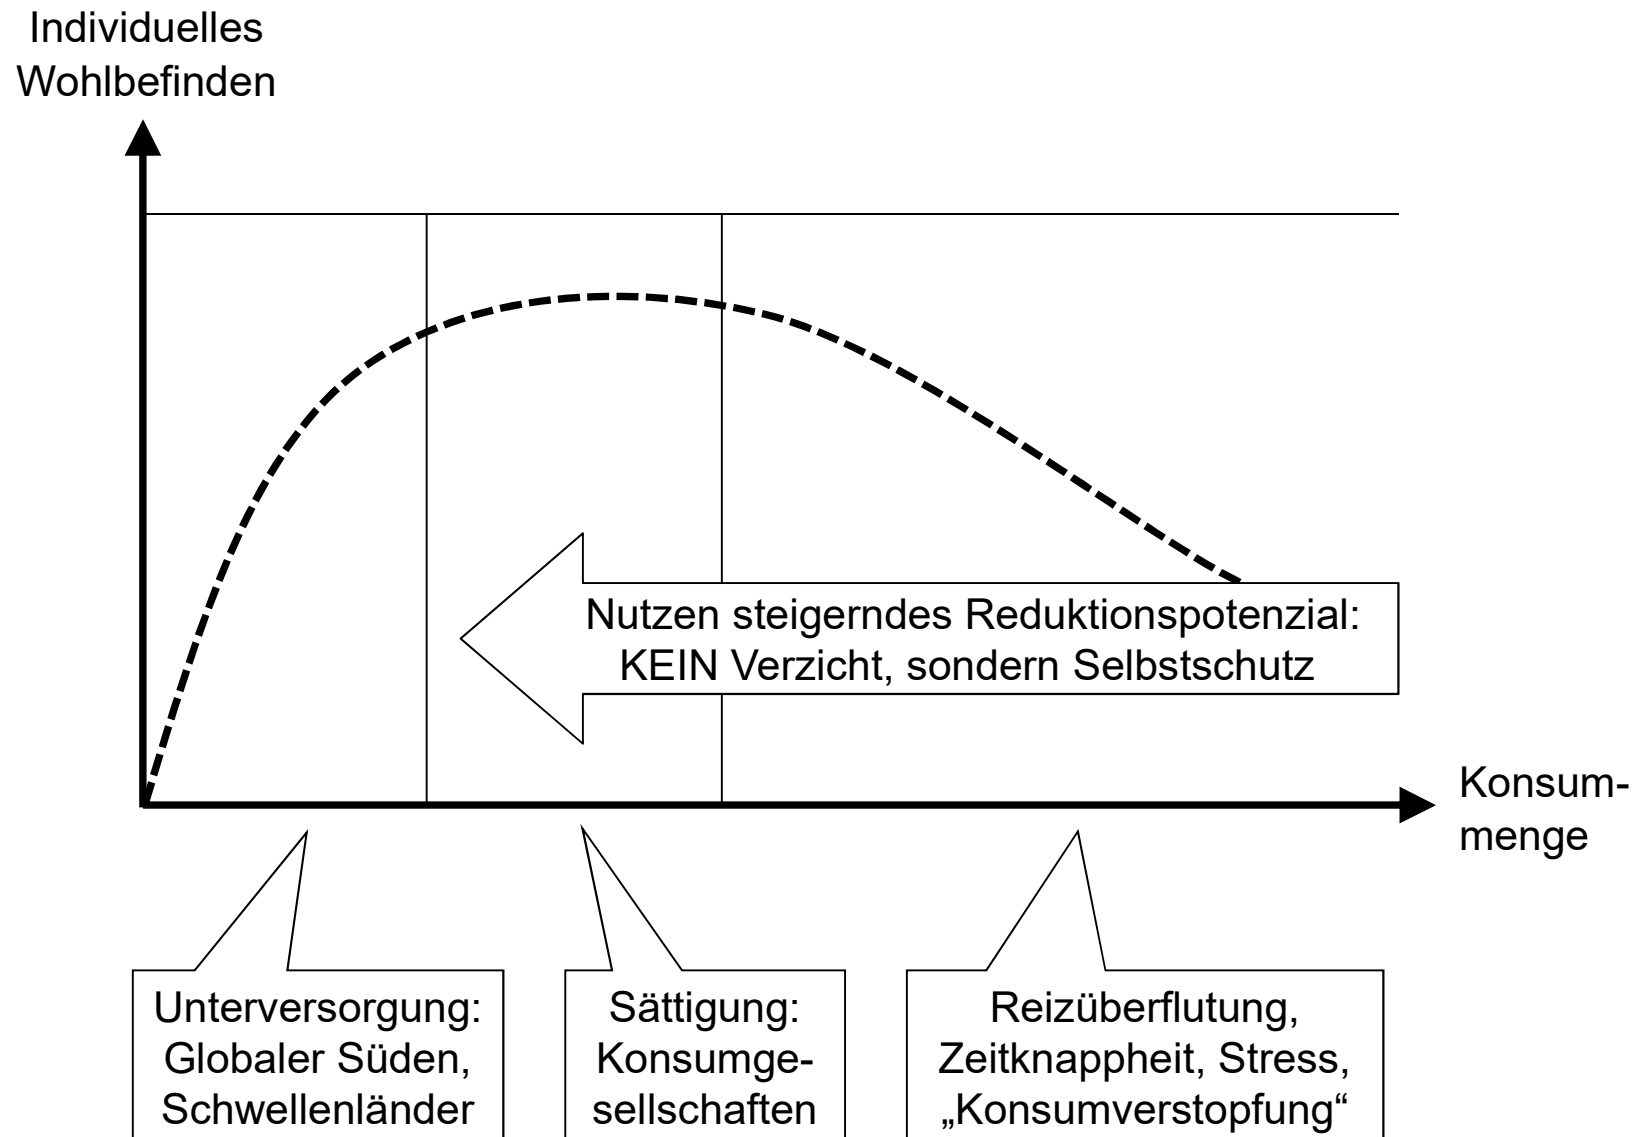 Individuelles
Wohlbefinden
Nutzen steigerndes Reduktionspotenzial:
KEIN Verzicht, sondern Selbstschutz
Konsum-
menge
Unterversorgung:
Globaler Süden,
Schwellenländer
Sättigung:
Konsumge-
sellschaften
Reizüberflutung,
Zeitknappheit, Stress,
„Konsumverstopfung“